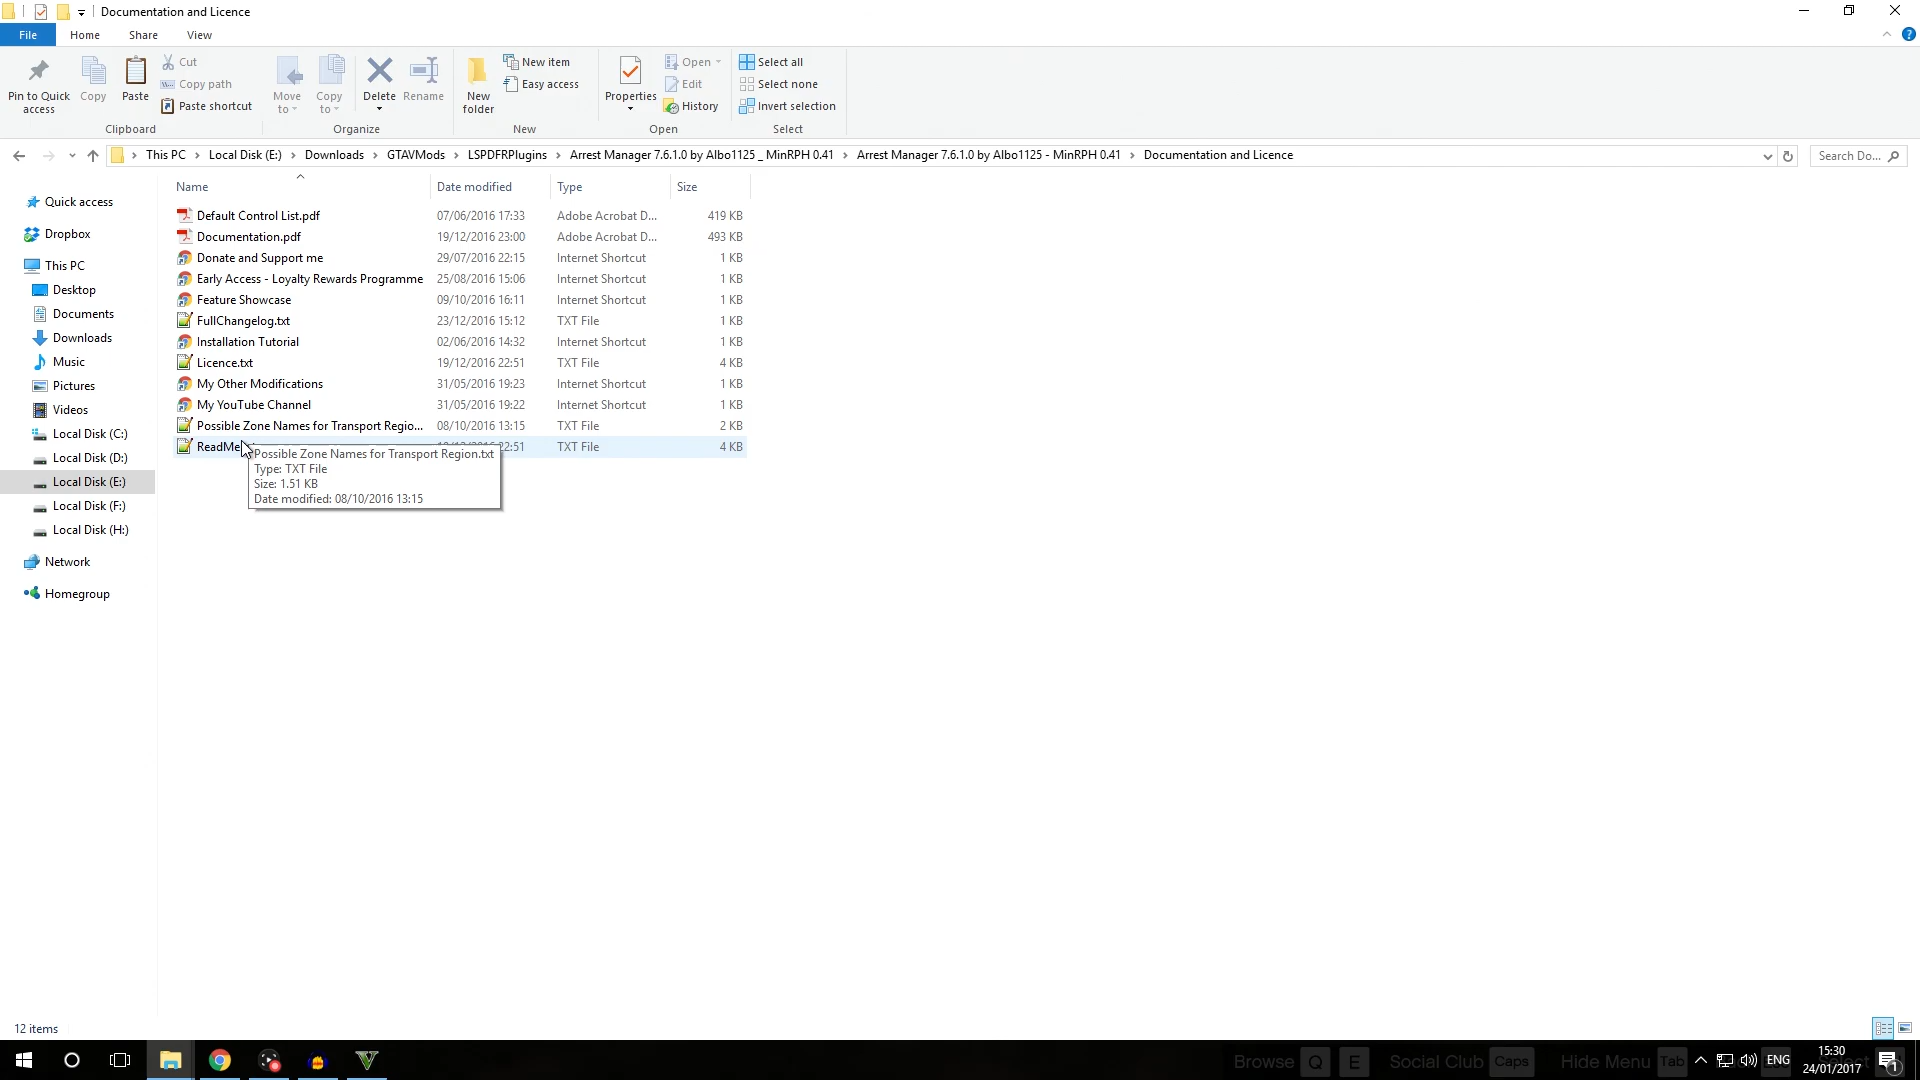 Documentation and Licence
File Home Share View
Pin to Quick access
Copy
Paste
Cut
Copy path
Paste shortcut
Clipboard
Move to
Copy to
Delete
Rename
Organize
New folder
New item
Easy access
New
Properties
Open
Edit
History
Open
Select all
Select none
Invert selection
Select
This PC Local Disk (E:) Downloads GTAVMods LSPDFRPlugins Arrest Manager 7.6.1.0 by Albo1125 _ MinRPH 0.41 Arrest Manager 7.6.1.0 by Albo1125 - MinRPH 0.41 Documentation and Licence
Search Do...
Quick access
Dropbox
This PC
Desktop
Documents
Downloads
Music
Pictures
Videos
Local Disk (C:)
Local Disk (D:)
Local Disk (E:)
Local Disk (F:)
Local Disk (H:)
Network
Homegroup
Name Date modified Type Size
Default Control List.pdf 07/06/2016 17:33 Adobe Acrobat D... 419 KB
Documentation.pdf 19/12/2016 23:00 Adobe Acrobat D... 493 KB
Donate and Support me 29/07/2016 22:15 Internet Shortcut 1 KB
Early Access - Loyalty Rewards Programme 25/08/2016 15:06 Internet Shortcut 1 KB
Feature Showcase 09/10/2016 16:11 Internet Shortcut 1 KB
FullChangelog.txt 23/12/2016 15:12 TXT File 1 KB
Installation Tutorial 02/06/2016 14:32 Internet Shortcut 1 KB
Licence.txt 19/12/2016 22:51 TXT File 4 KB
My Other Modifications 31/05/2016 19:23 Internet Shortcut 1 KB
My YouTube Channel 31/05/2016 19:22 Internet Shortcut 1 KB
Possible Zone Names for Transport Regio... 08/10/2016 13:15 TXT File 2 KB
ReadMe 22:51 TXT File 4 KB
Possible Zone Names for Transport Region.txt
Type: TXT File
Size: 1.51 KB
Date modified: 08/10/2016 13:15
12 items
Browse Q E Social Club Caps Hide Menu Tab
ENG
15:30
24/01/2017
Select
1